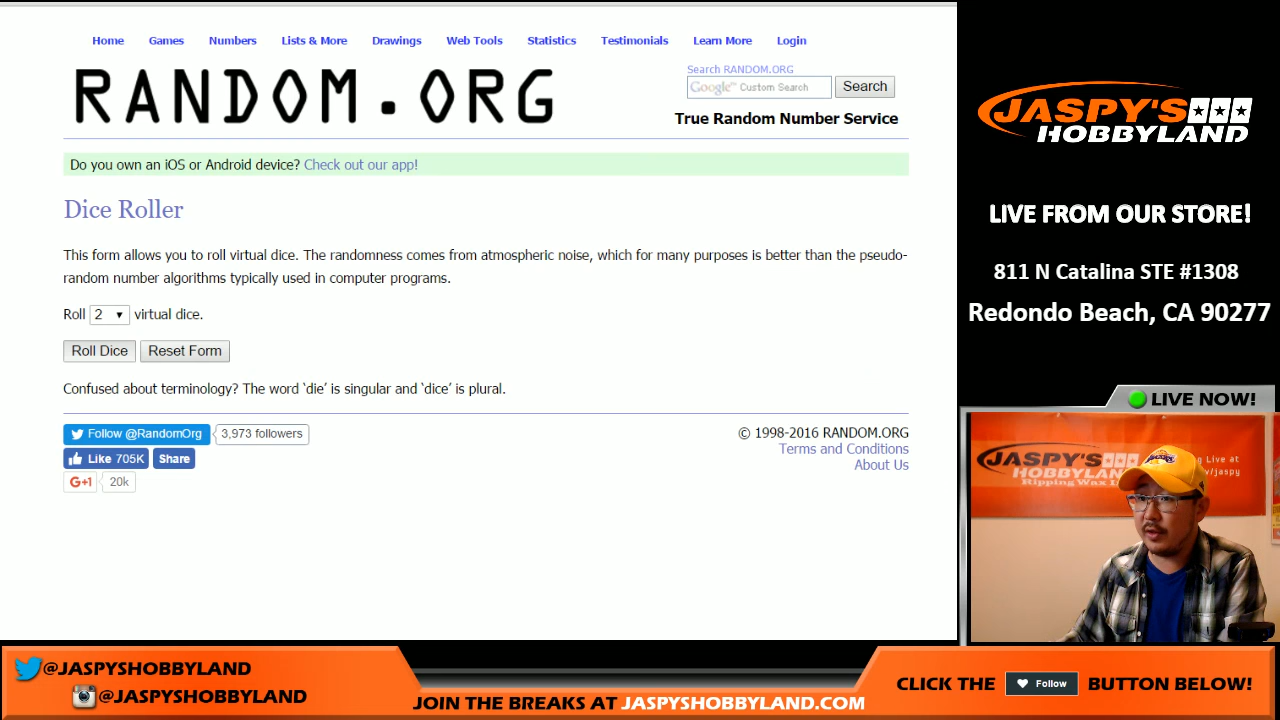 Home Games Numbers Lists & More Drawings Web Tools Statistics Testimonials Learn More Login
RANDOM.ORG
Search RANDOM.ORG
Google™ Custom Search Search
True Random Number Service
Do you own an iOS or Android device? Check out our app!
Dice Roller
This form allows you to roll virtual dice. The randomness comes from atmospheric noise, which for many purposes is better than the pseudo-
random number algorithms typically used in computer programs.
Roll 2 virtual dice.
Roll Dice Reset Form
Confused about terminology? The word ‘die’ is singular and ‘dice’ is plural.
Follow @RandomOrg 3,973 followers
Like 705K Share
G+1 20k
© 1998-2016 RANDOM.ORG
Terms and Conditions
About Us
JASPY'S
HOBBYLAND
LIVE FROM OUR STORE!
811 N Catalina STE #1308
Redondo Beach, CA 90277
LIVE NOW!
JASPY'S
HOBBYLAN
Ripping Wax
g Live at
v/jaspy
@JASPYSHOBBYLAND
@JASPYSHOBBYLAND
JOIN THE BREAKS AT JASPYSHOBBYLAND.COM
CLICK THE Follow BUTTON BELOW!